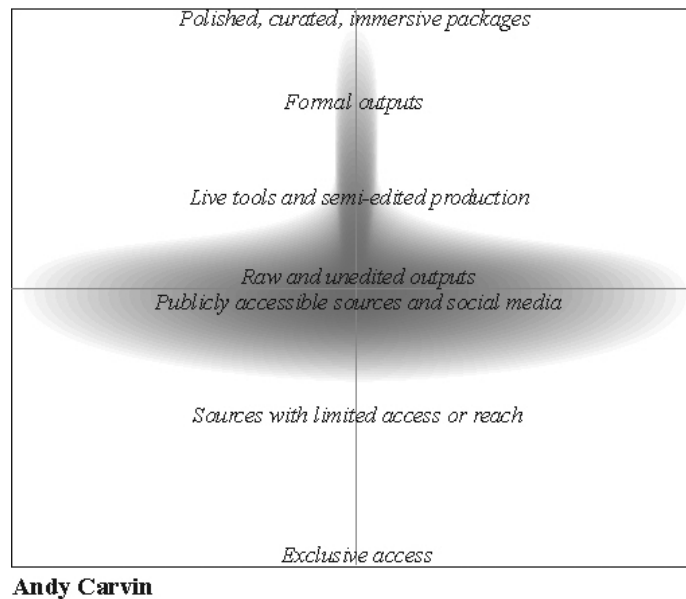 Polished, curated, immersive packages
Formal outputs
Live tools and semi-edited production
Raw and unedited outputs
Publicly accessible sources and social media
Sources with limited access or reach
Exclusive access
Andy Carvin